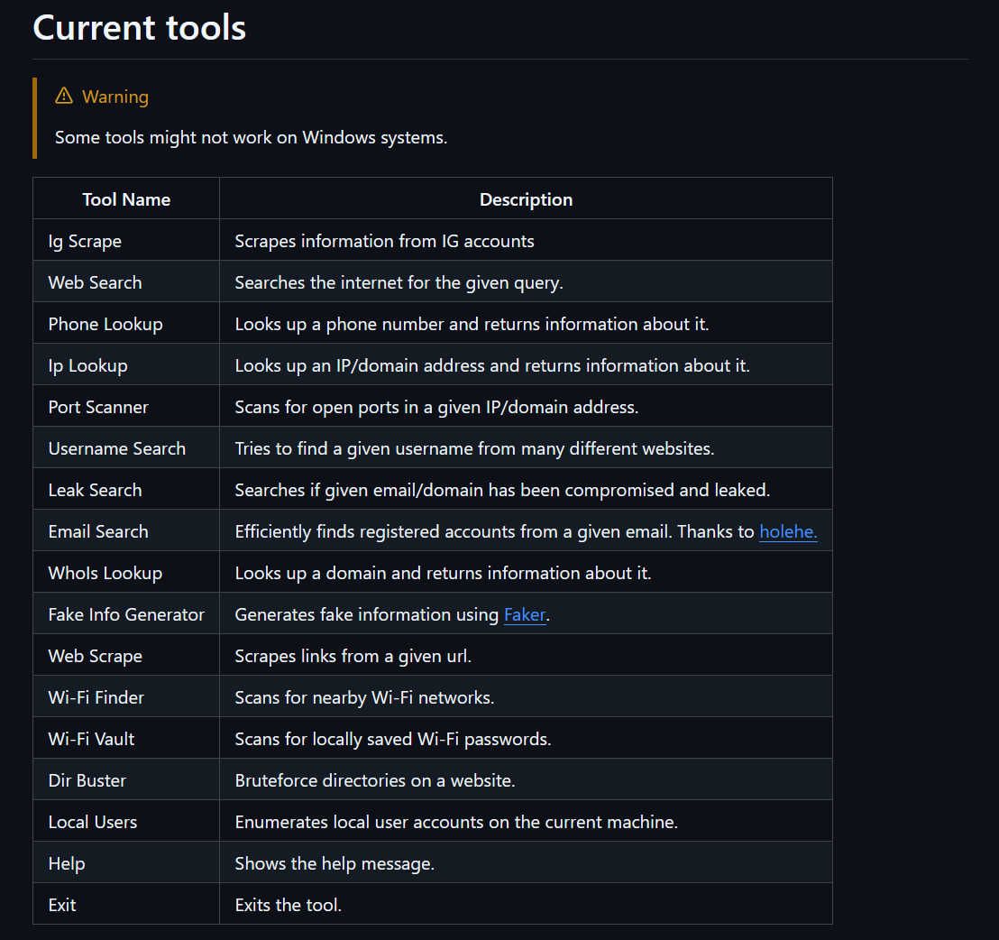 Current tools
Warning
Some tools might not work on Windows systems.
Tool Name Description
Ig Scrape Scrapes information from IG accounts
Web Search Searches the internet for the given query.
Phone Lookup Looks up a phone number and returns information about it.
Ip Lookup Looks up an IP/domain address and returns information about it.
Port Scanner Scans for open ports in a given IP/domain address.
Username Search Tries to find a given username from many different websites.
Leak Search Searches if given email/domain has been compromised and leaked.
Email Search Efficiently finds registered accounts from a given email. Thanks to holehe.
WhoIs Lookup Looks up a domain and returns information about it.
Fake Info Generator Generates fake information using Faker.
Web Scrape Scrapes links from a given url.
Wi-Fi Finder Scans for nearby Wi-Fi networks.
Wi-Fi Vault Scans for locally saved Wi-Fi passwords.
Dir Buster Bruteforce directories on a website.
Local Users Enumerates local user accounts on the current machine.
Help Shows the help message.
Exit Exits the tool.